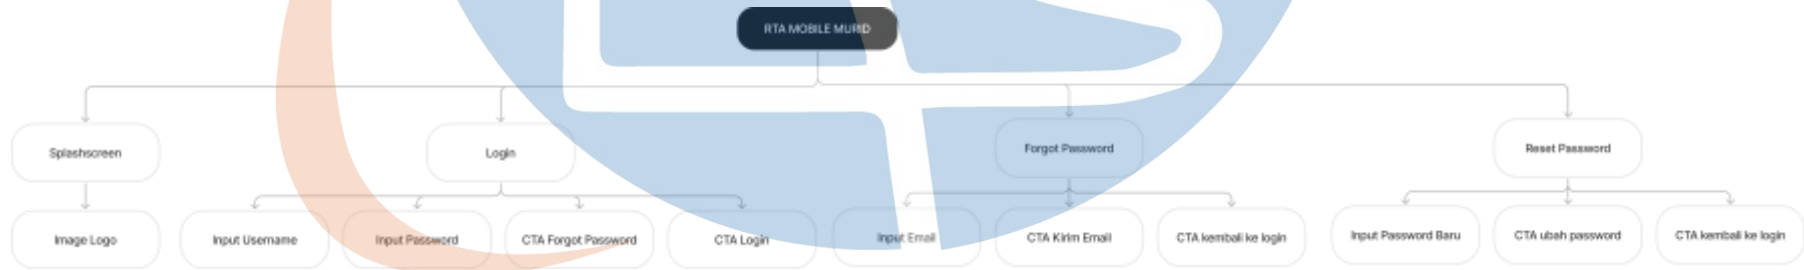 RTA MOBILE MURID
Splashscreen
Login
Forgot Password
Reset Password
Image Logo
Input Username
Input Password
CTA Forgot Password
CTA Login
Input Email
CTA Kirim Email
CTA kembali ke login
Input Password Baru
CTA ubah password
CTA kembali ke login